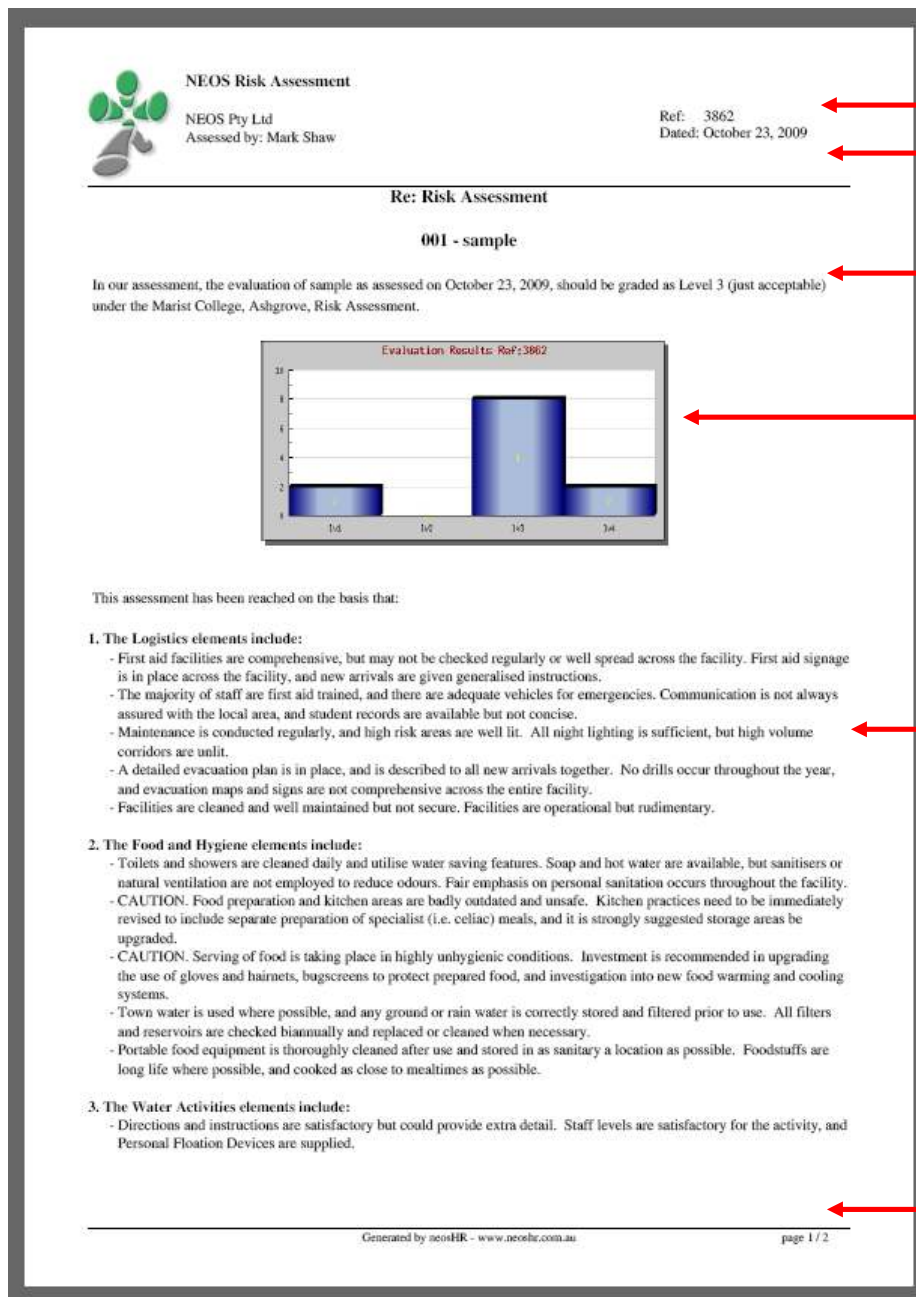 NEOS Risk Assessment
NEOS Pty Ltd
Assessed by: Mark Shaw
Ref: 3862
Dated: October 23, 2009
Re: Risk Assessment
001 - sample
In our assessment, the evaluation of sample as assessed on October 23, 2009, should be graded as Level 3 (just acceptable)
under the Marist College, Ashgrove, Risk Assessment.
Evaluation Results Ref:3862
10
8
6
4
2
0
lvl1 lvl2 lvl3 lvl4
This assessment has been reached on the basis that:
1. The Logistics elements include:
- First aid facilities are comprehensive, but may not be checked regularly or well spread across the facility. First aid signage
is in place across the facility, and new arrivals are given generalised instructions.
- The majority of staff are first aid trained, and there are adequate vehicles for emergencies. Communication is not always
assured with the local area, and student records are available but not concise.
- Maintenance is conducted regularly, and high risk areas are well lit. All night lighting is sufficient, but high volume
corridors are unlit.
- A detailed evacuation plan is in place, and is described to all new arrivals together. No drills occur throughout the year,
and evacuation maps and signs are not comprehensive across the entire facility.
- Facilities are cleaned and well maintained but not secure. Facilities are operational but rudimentary.
2. The Food and Hygiene elements include:
- Toilets and showers are cleaned daily and utilise water saving features. Soap and hot water are available, but sanitisers or
natural ventilation are not employed to reduce odours. Fair emphasis on personal sanitation occurs throughout the facility.
- CAUTION. Food preparation and kitchen areas are badly outdated and unsafe. Kitchen practices need to be immediately
revised to include separate preparation of specialist (i.e. celiac) meals, and it is strongly suggested storage areas be
upgraded.
- CAUTION. Serving of food is taking place in highly unhygienic conditions. Investment is recommended in upgrading
the use of gloves and hairnets, bugscreens to protect prepared food, and investigation into new food warming and cooling
systems.
- Town water is used where possible, and any ground or rain water is correctly stored and filtered prior to use. All filters
and reservoirs are checked biannually and replaced or cleaned when necessary.
- Portable food equipment is thoroughly cleaned after use and stored in as sanitary a location as possible. Foodstuffs are
long life where possible, and cooked as close to mealtimes as possible.
3. The Water Activities elements include:
- Directions and instructions are satisfactory but could provide extra detail. Staff levels are satisfactory for the activity, and
Personal Floation Devices are supplied.
Generated by neosHR - www.neoshr.com.au
page 1 / 2